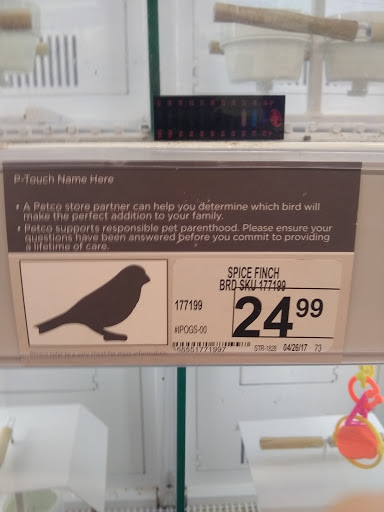 P-Touch Name Here
• A Petco store partner can help you determine which bird will
make the perfect addition to your family.
• Petco supports responsible pet parenthood. Please ensure your
questions have been answered before you commit to providing
a lifetime of care.
SPICE FINCH
BRD SKU 177199
177199
24 99
#IPOGS-00
STR-1828 04/26/17 73